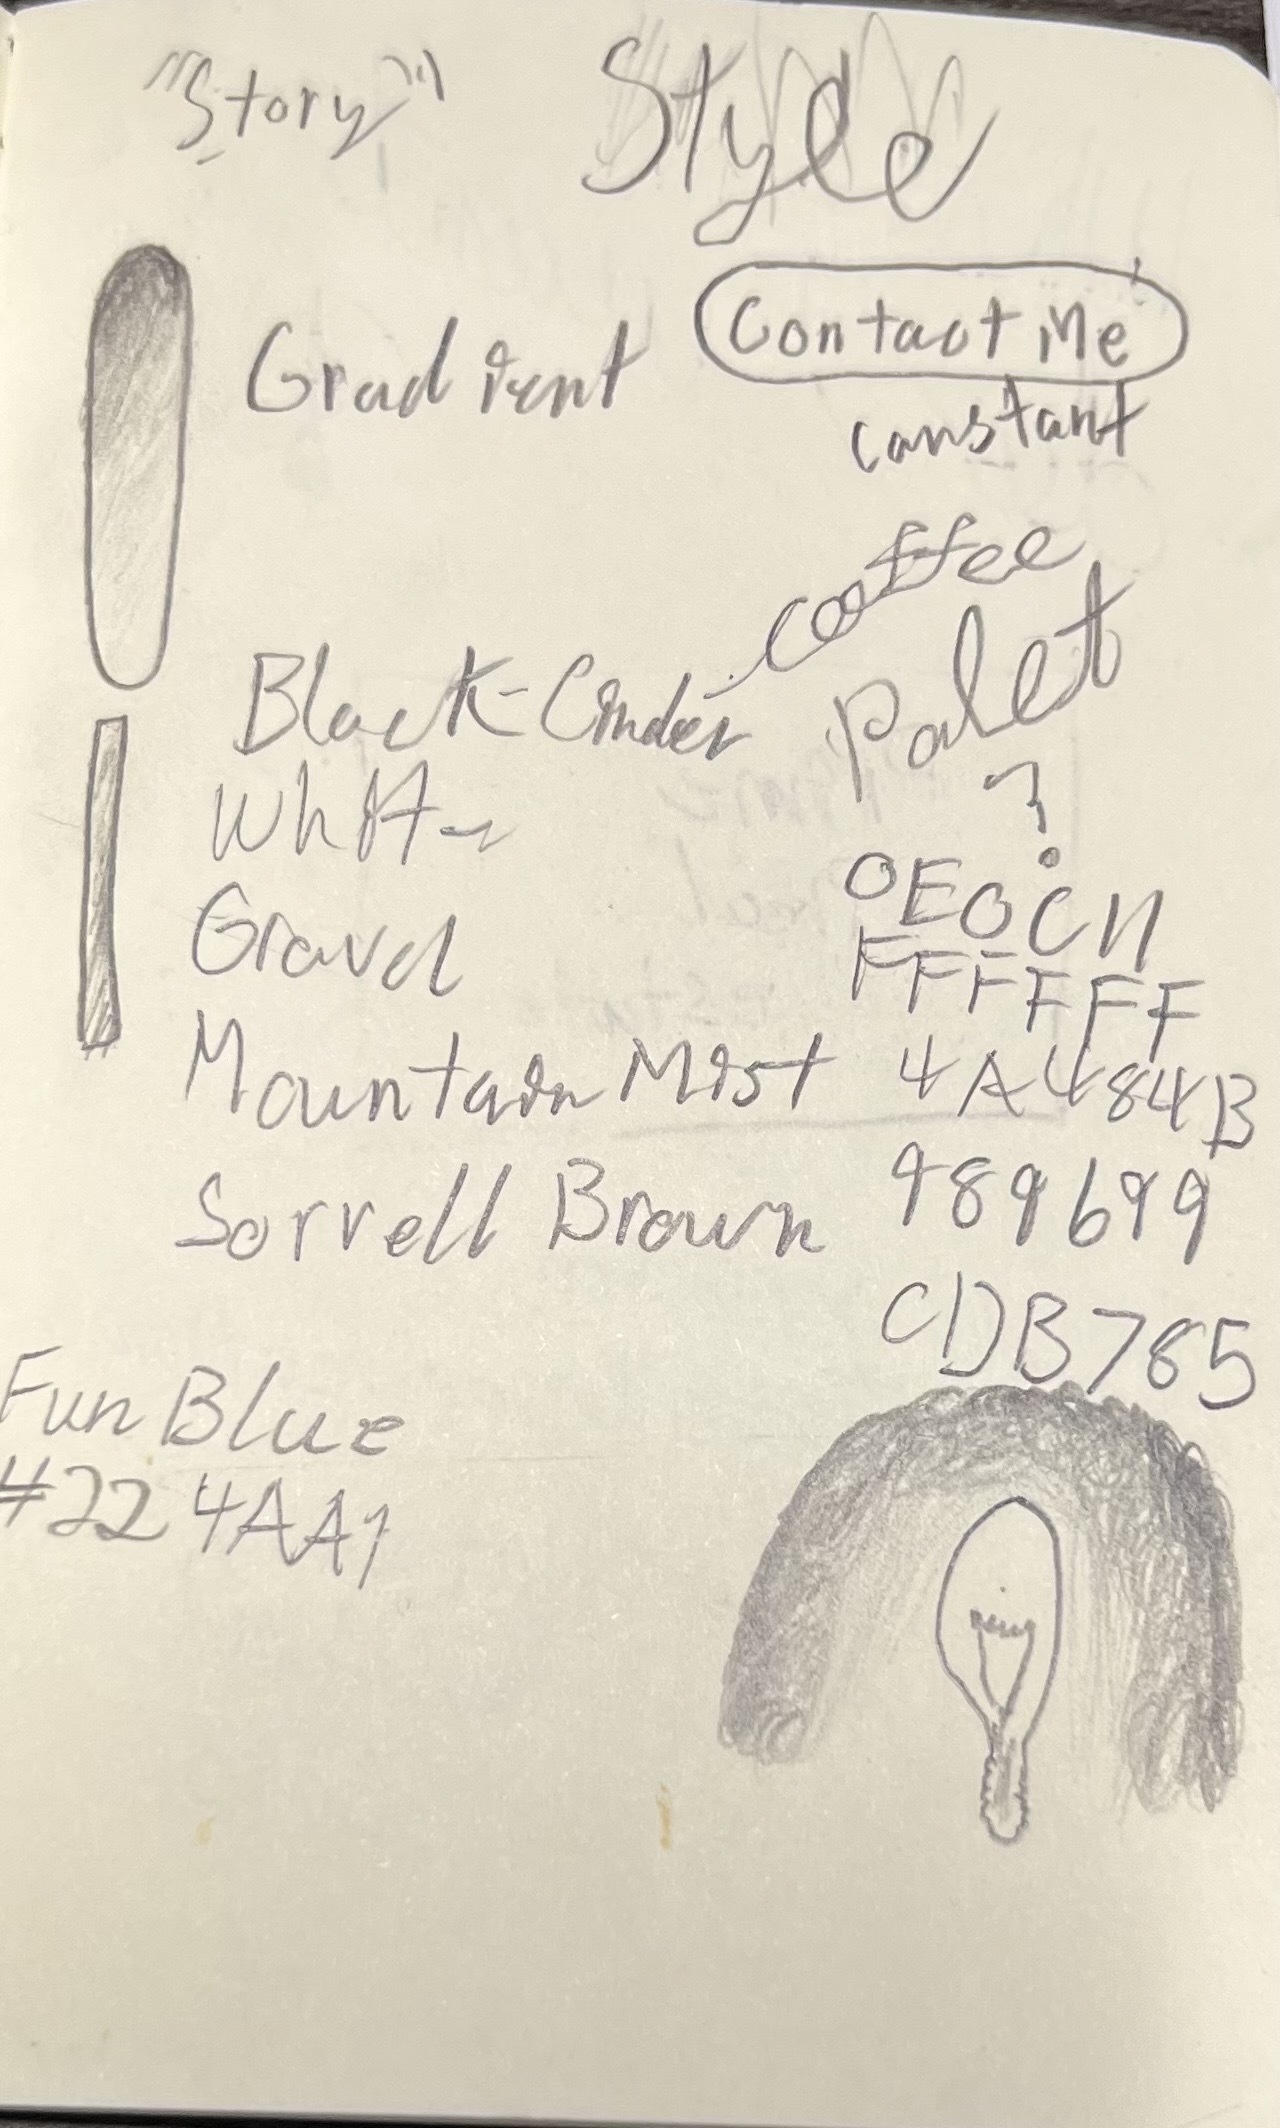 "Story" Style
Gradient
Contact Me
constant
coffee
Palet
?
Black-Cinder
White
Gravel
Mountain Mist
Sorrell Brown
FFFFFF
4A484B
989699
CDB785
Fun Blue
#224AA1